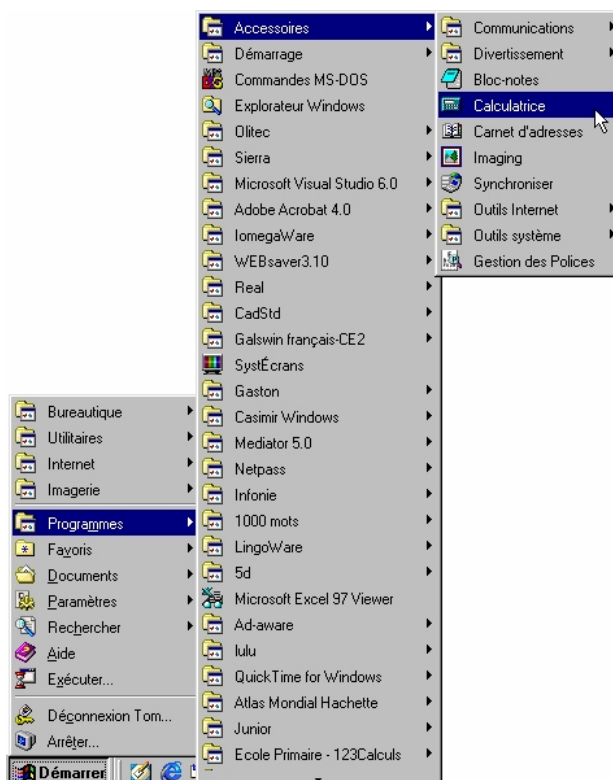 Accessoires
Démarrage
Commandes MS-DOS
Explorateur Windows
Olitec
Sierra
Microsoft Visual Studio 6.0
Adobe Acrobat 4.0
IomegaWare
WEBsaver3.10
Real
CadStd
Galswin français-CE2
SystÉcrans
Gaston
Casimir Windows
Mediator 5.0
Netpass
Infonie
1000 mots
LingoWare
5d
Microsoft Excel 97 Viewer
Ad-aware
lulu
QuickTime for Windows
Atlas Mondial Hachette
Junior
Ecole Primaire - 123Calculs
Communications
Divertissement
Bloc-notes
Calculatrice
Carnet d'adresses
Imaging
Synchroniser
Outils Internet
Outils système
Gestion des Polices
Bureautique
Utilitaires
Internet
Imagerie
Programmes
Favoris
Documents
Paramètres
Rechercher
Aide
Exécuter...
Déconnexion Tom...
Arrêter...
Démarrer